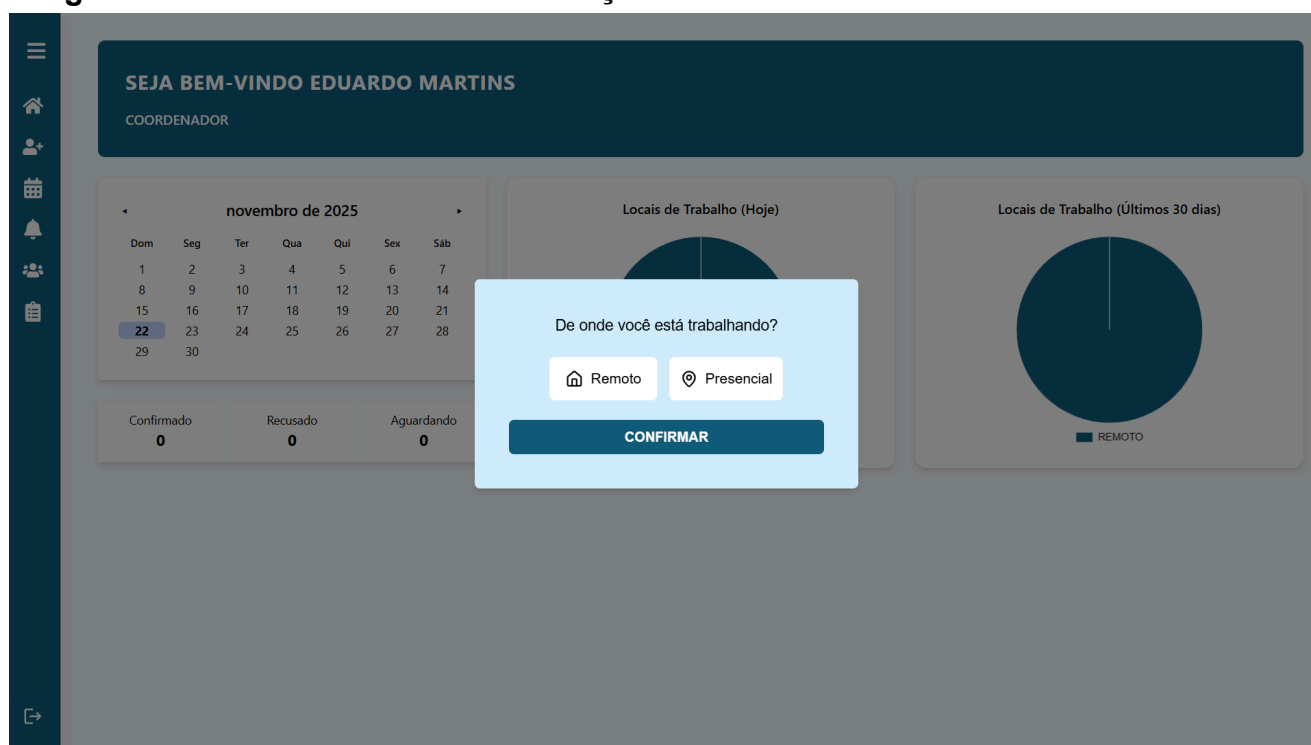 SEJA BEM-VINDO EDUARDO MARTINS
COORDENADOR
novembro de 2025
Dom Seg Ter Qua Qui Sex Sáb
1 2 3 4 5 6 7
8 9 10 11 12 13 14
15 16 17 18 19 20 21
22 23 24 25 26 27 28
29 30
Confirmado Recusado Aguardando
0 0 0
Locais de Trabalho (Hoje)
Locais de Trabalho (Últimos 30 dias)
REMOTO
De onde você está trabalhando?
Remoto Presencial
CONFIRMAR